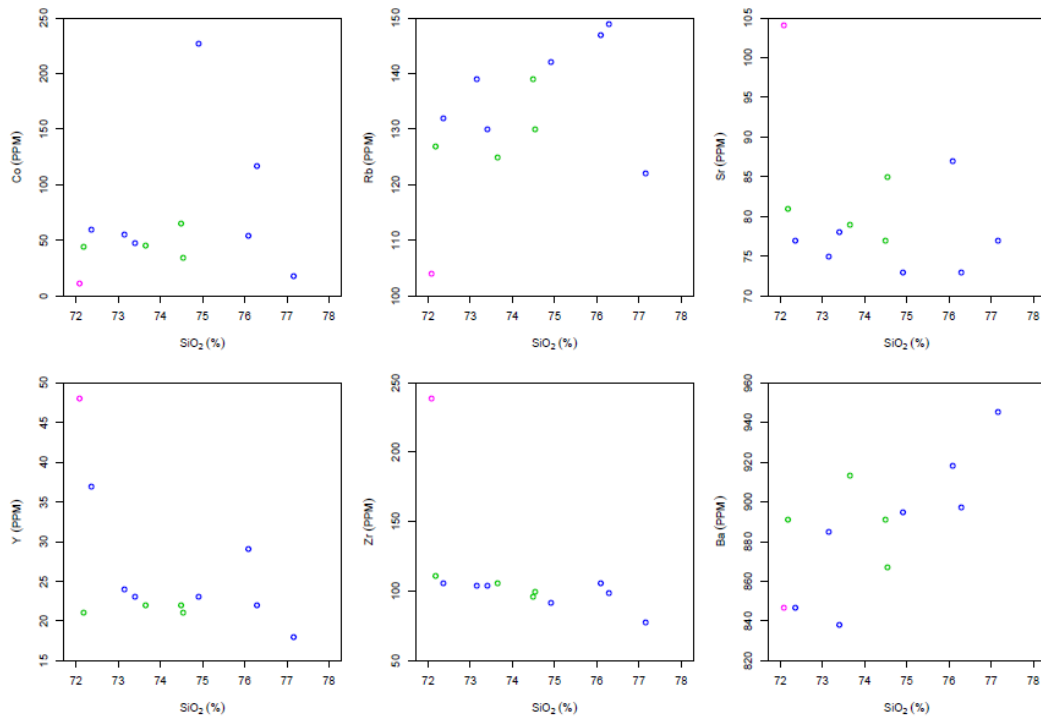 Co (PPM)
0 50 100 150 200 250
72 73 74 75 76 77 78
SiO₂ (%)
Rb (PPM)
100 110 120 130 140 150
72 73 74 75 76 77 78
SiO₂ (%)
Sr (PPM)
70 75 80 85 90 95 100 105
72 73 74 75 76 77 78
SiO₂ (%)
Y (PPM)
15 20 25 30 35 40 45 50
72 73 74 75 76 77 78
SiO₂ (%)
Zr (PPM)
50 100 150 200 250
72 73 74 75 76 77 78
SiO₂ (%)
Ba (PPM)
820 840 860 880 900 920 940 960
72 73 74 75 76 77 78
SiO₂ (%)